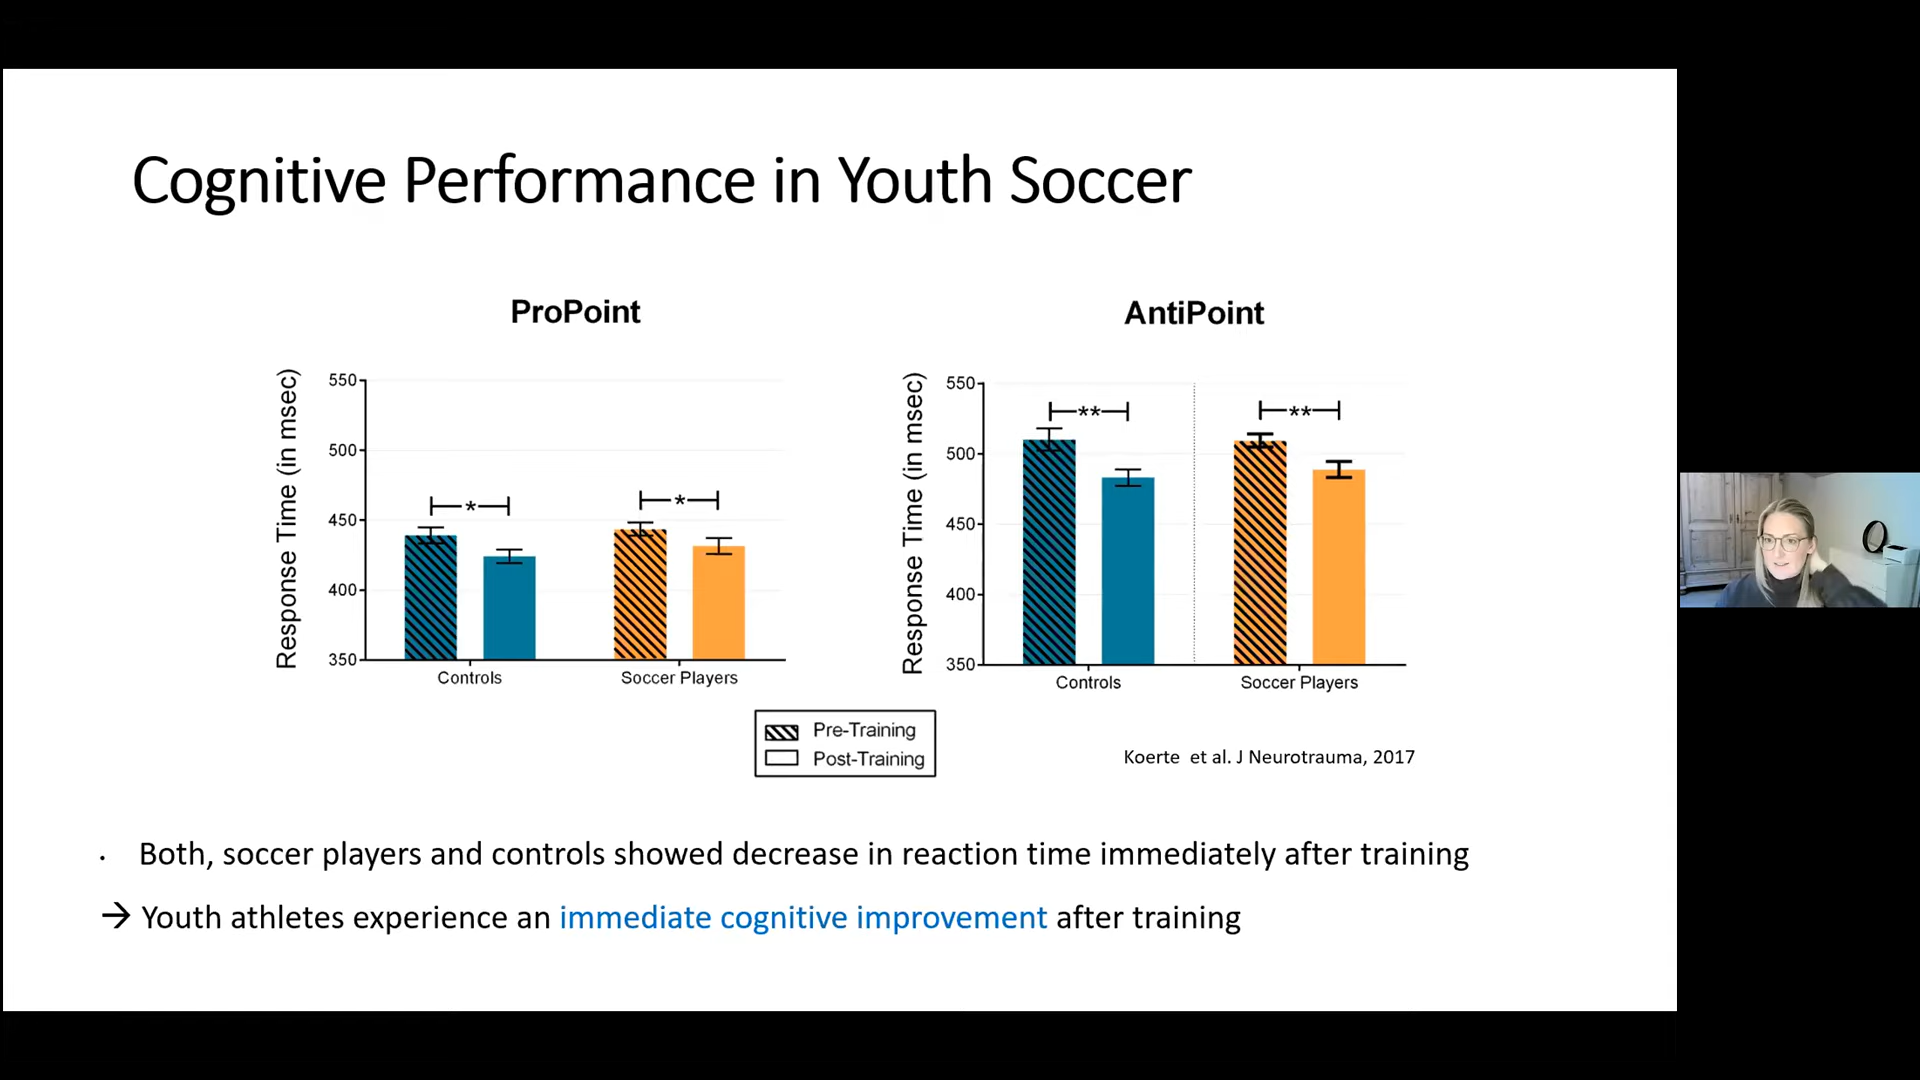 Cognitive Performance in Youth Soccer
ProPoint
Response Time (in msec)
550
500
450
400
350
*
*
Controls
Soccer Players
AntiPoint
Response Time (in msec)
550
500
450
400
350
**
**
Controls
Soccer Players
Pre-Training
Post-Training
Koerte et al. J Neurotrauma, 2017
· Both, soccer players and controls showed decrease in reaction time immediately after training
→ Youth athletes experience an immediate cognitive improvement after training